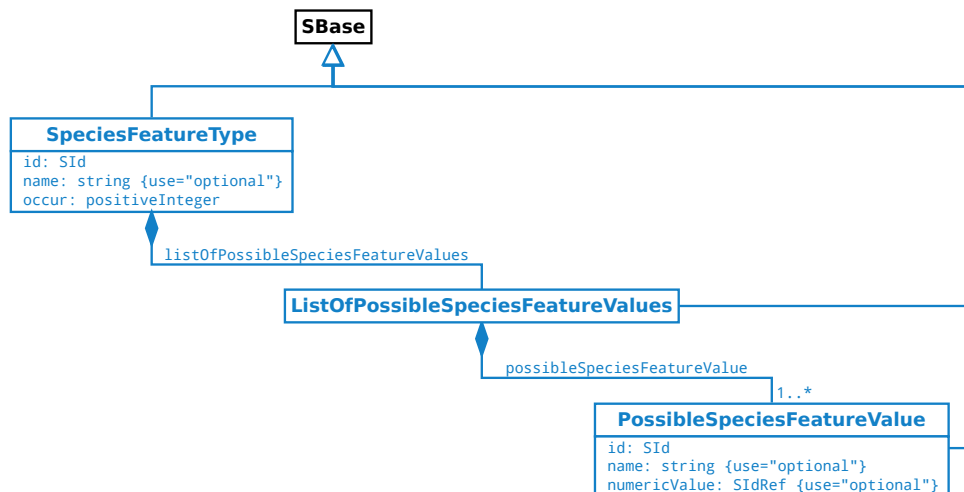 SBase
SpeciesFeatureType
id: SId
name: string {use="optional"}
occur: positiveInteger
listOfPossibleSpeciesFeatureValues
ListOfPossibleSpeciesFeatureValues
possibleSpeciesFeatureValue
1..*
PossibleSpeciesFeatureValue
id: SId
name: string {use="optional"}
numericValue: SIdRef {use="optional"}